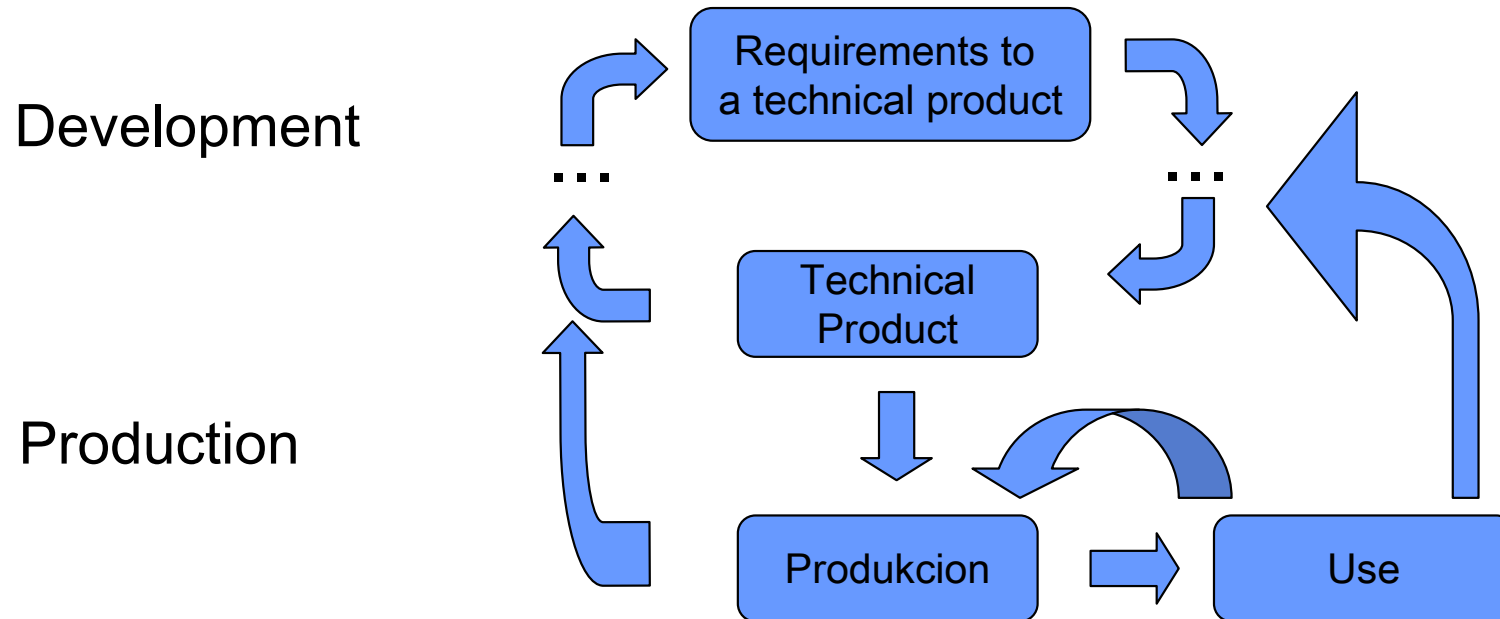 Requirements to
a technical product
Development
...
...
Technical
Product
Production
Produkcion
Use